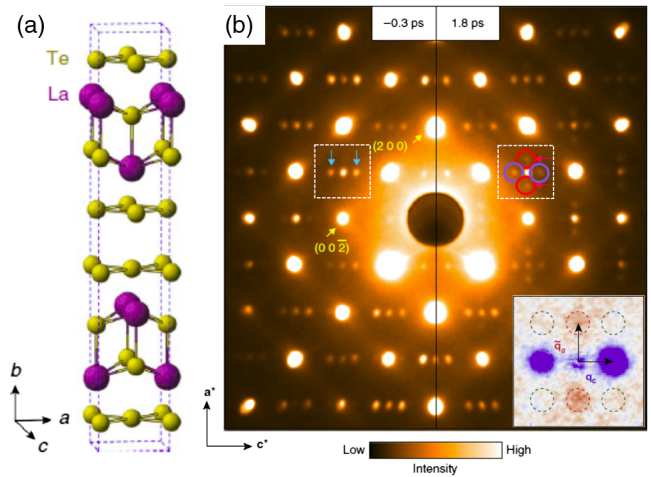 (a)
Te
La
b
a
c
(b)
−0.3 ps
1.8 ps
(2 0 0)
(0 0 2̅)
q̃a
qc
a*
c*
Low
High
Intensity